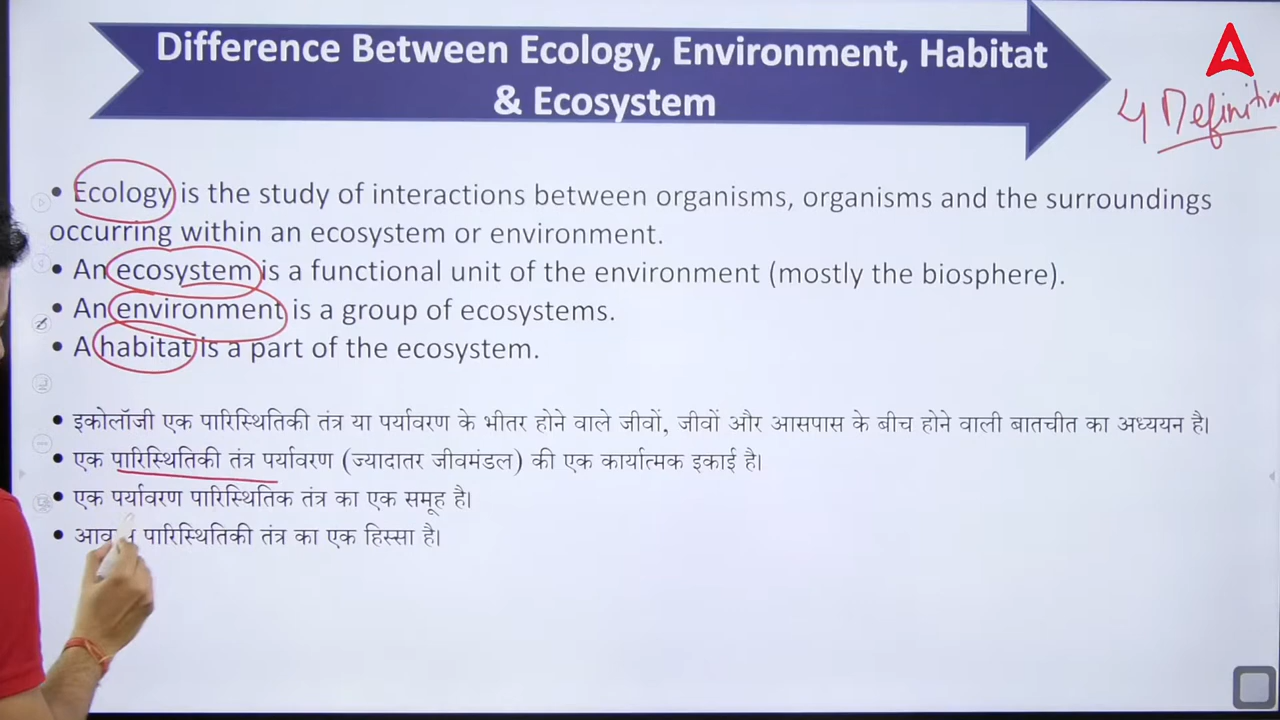 Difference Between Ecology, Environment, Habitat
& Ecosystem
4 Definition
• Ecology is the study of interactions between organisms, organisms and the surroundings
occurring within an ecosystem or environment.
• An ecosystem is a functional unit of the environment (mostly the biosphere).
• An environment is a group of ecosystems.
• A habitat is a part of the ecosystem.
• इकोलॉजी एक पारिस्थितिकी तंत्र या पर्यावरण के भीतर होने वाले जीवों, जीवों और आसपास के बीच होने वाली बातचीत का अध्ययन है।
• एक पारिस्थितिकी तंत्र पर्यावरण (ज्यादातर जीवमंडल) की एक कार्यात्मक इकाई है।
• एक पर्यावरण पारिस्थितिक तंत्र का एक समूह है।
• पारिस्थितिकी तंत्र का एक हिस्सा है।